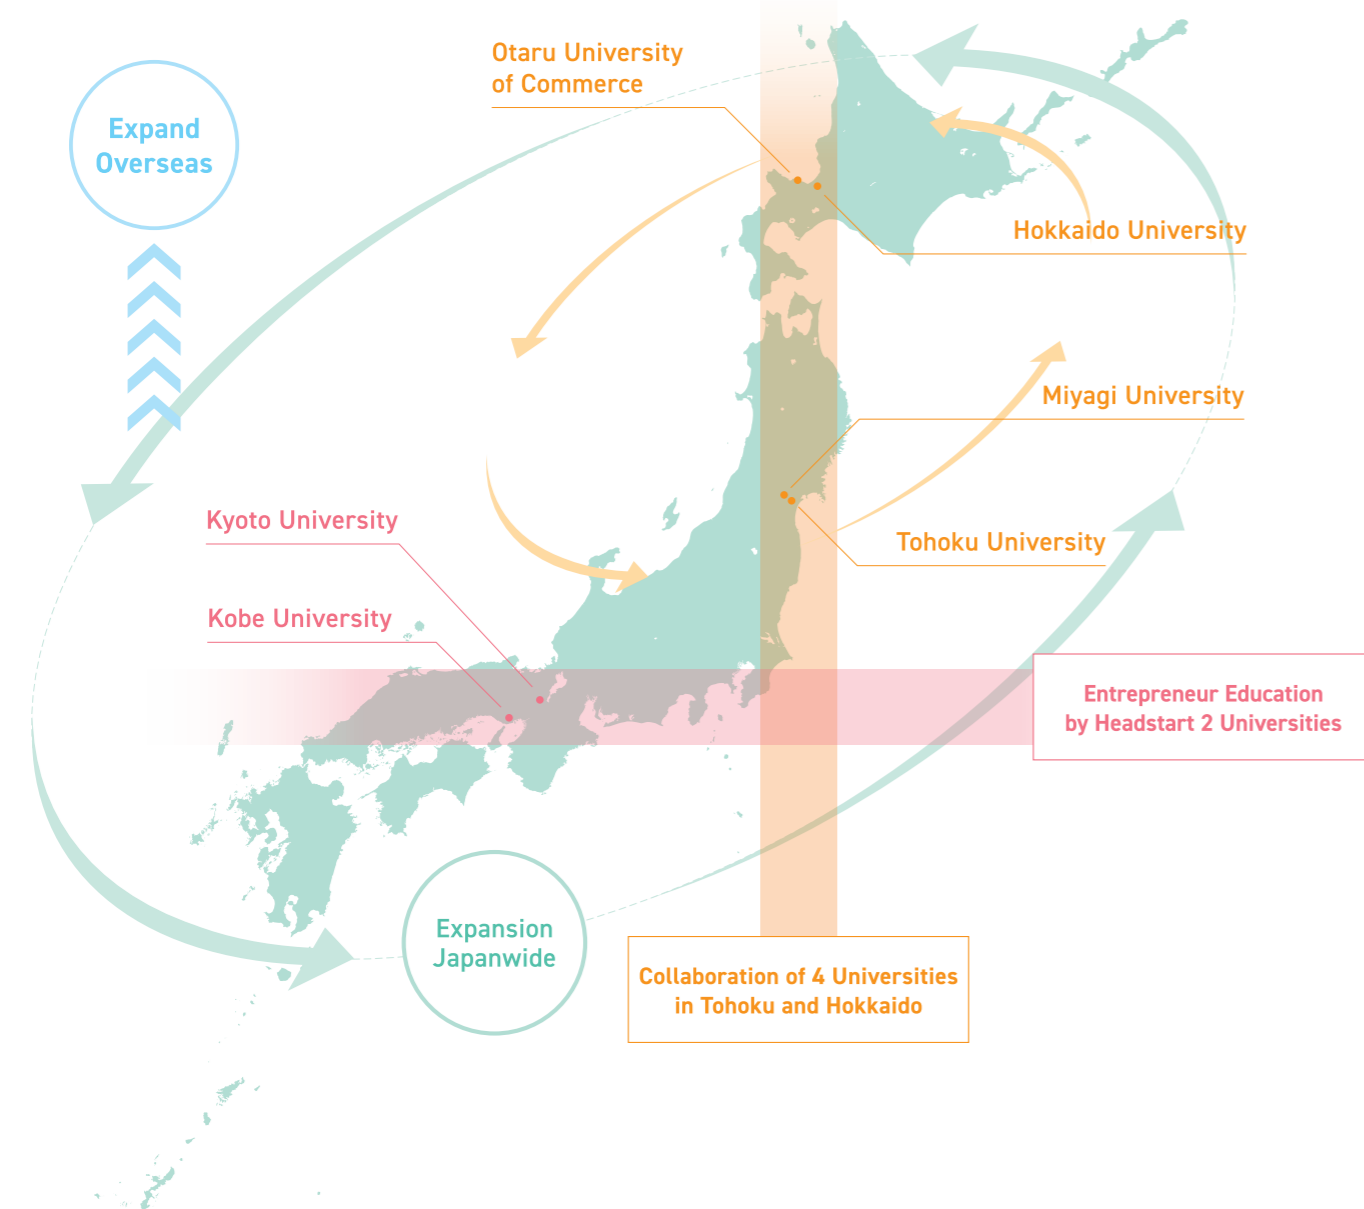 Otaru University
of Commerce
Expand
Overseas
Hokkaido University
Miyagi University
Kyoto University
Tohoku University
Kobe University
Entrepreneur Education
by Headstart 2 Universities
Expansion
Japanwide
Collaboration of 4 Universities
in Tohoku and Hokkaido